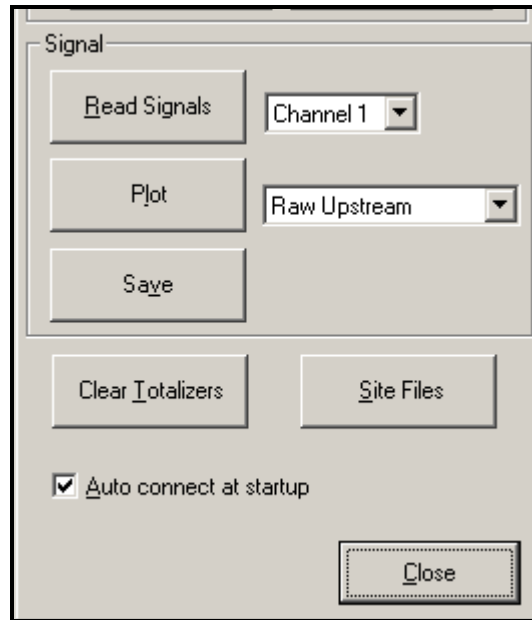 Signal
Read Signals
Channel 1
Plot
Raw Upstream
Save
Clear Totalizers
Site Files
Auto connect at startup
Close